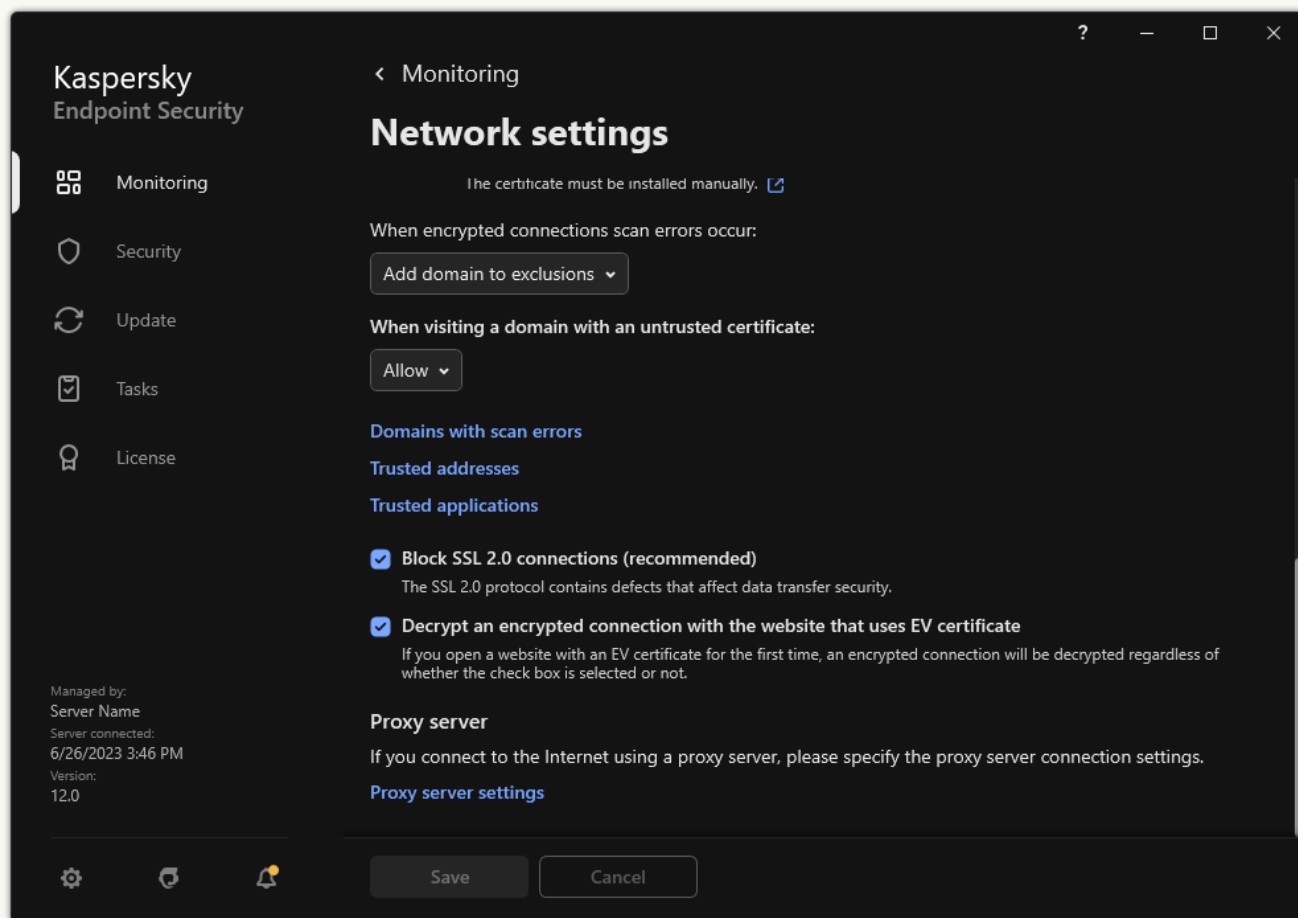 ?
Kaspersky
Endpoint Security
Monitoring
Security
Update
Tasks
License
Managed by:
Server Name
Server connected:
6/26/2023 3:46 PM
Version:
12.0
Monitoring
Network settings
The certificate must be installed manually.
When encrypted connections scan errors occur:
Add domain to exclusions
When visiting a domain with an untrusted certificate:
Allow
Domains with scan errors
Trusted addresses
Trusted applications
Block SSL 2.0 connections (recommended)
The SSL 2.0 protocol contains defects that affect data transfer security.
Decrypt an encrypted connection with the website that uses EV certificate
If you open a website with an EV certificate for the first time, an encrypted connection will be decrypted regardless of
whether the check box is selected or not.
Proxy server
If you connect to the Internet using a proxy server, please specify the proxy server connection settings.
Proxy server settings
Save
Cancel